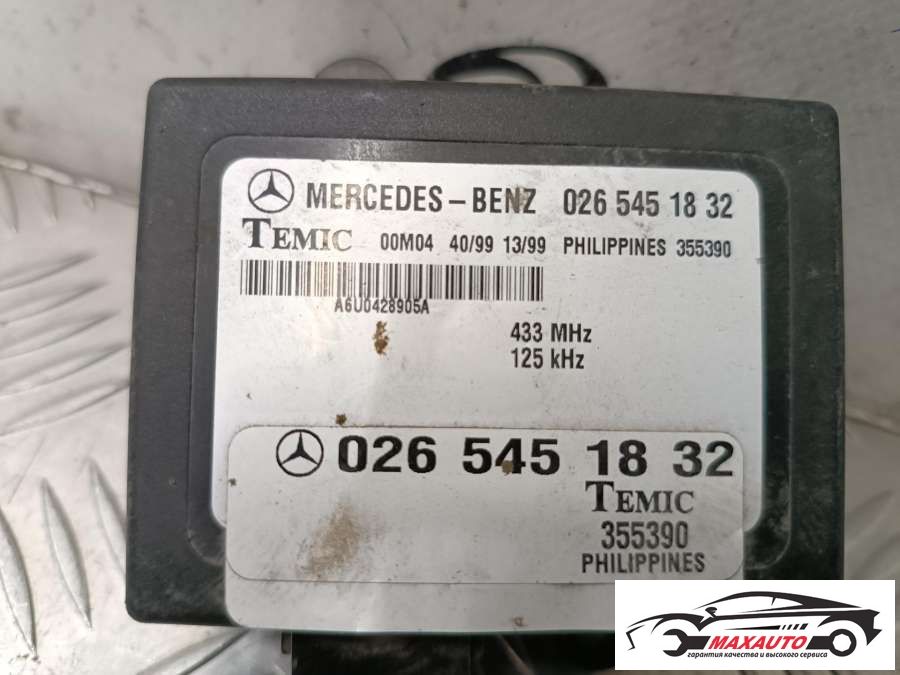 MERCEDES-BENZ 026 545 18 32
TEMIC 00M04 40/99 13/99 PHILIPPINES 355390
A6U0428905A
433 MHz
125 kHz
026 545 18 32
TEMIC
355390
PHILIPPINES
MAXAUTO
гарантия качества и высокого сервиса